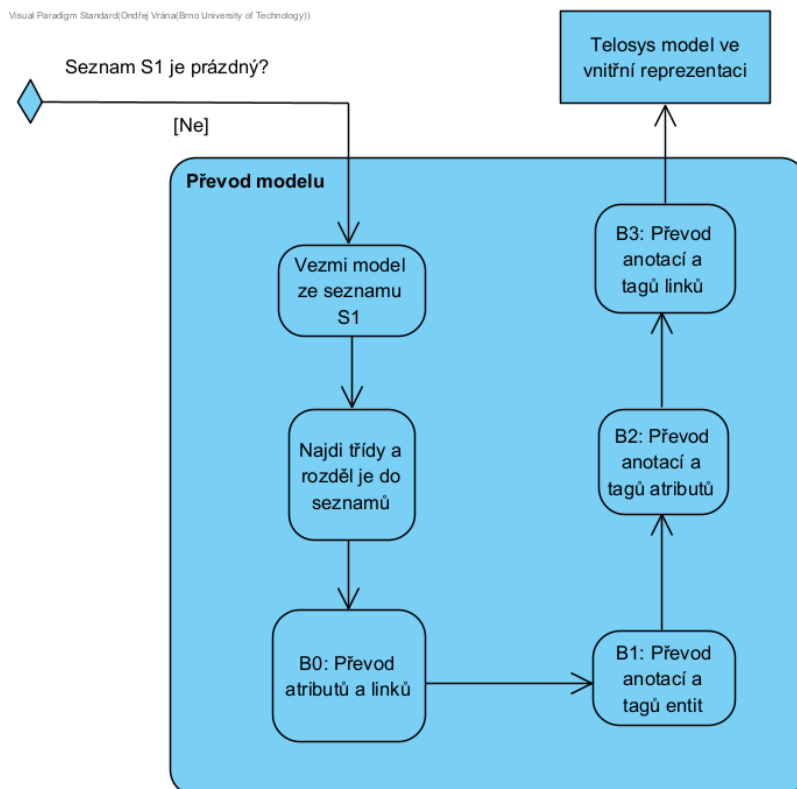 Visual Paradigm Standard(Ondřej Vrána(Brno University of Technology))
Seznam S1 je prázdný?
[Ne]
Telosys model ve
vnitřní reprezentaci
Převod modelu
Vezmi model
ze seznamu
S1
Najdi třídy a
rozděl je do
seznamů
B0: Převod
atributů a linků
B1: Převod
anotací a
tagů entit
B2: Převod
anotací a
tagů atributů
B3: Převod
anotací a
tagů linků